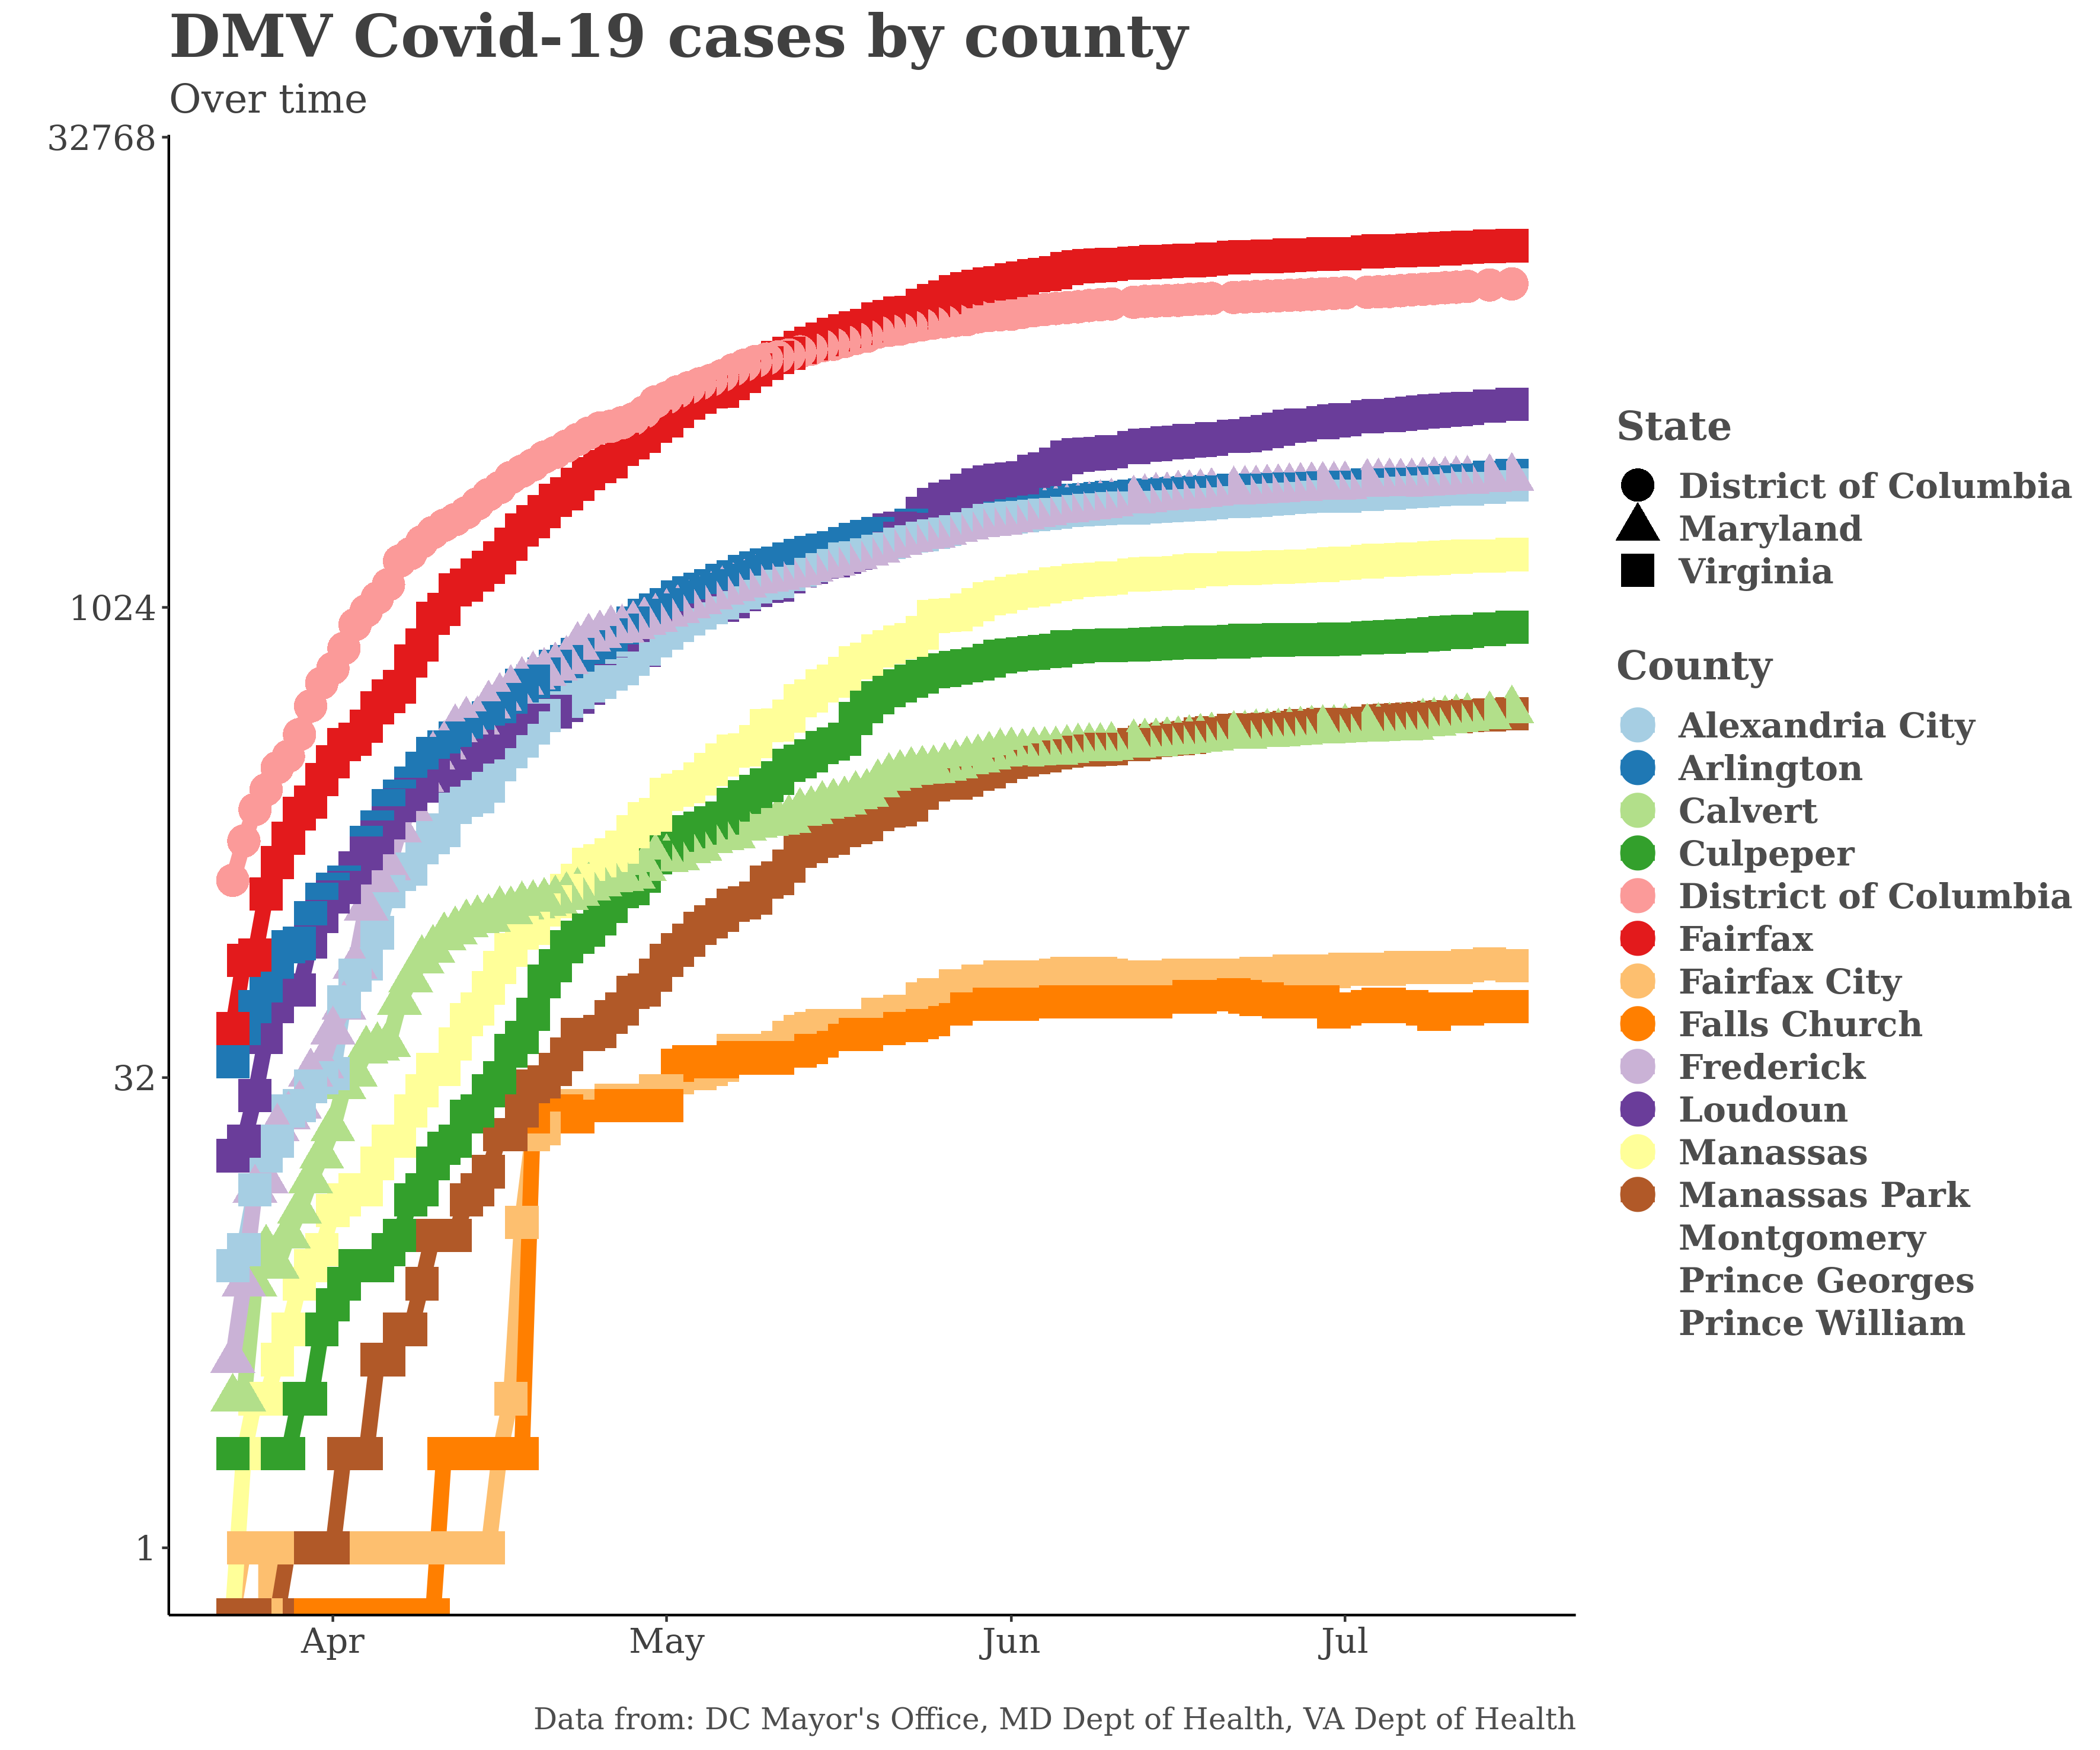 DMV Covid-19 cases by county
Over time
32768
1024
32
1
Apr
May
Jun
Jul
State
District of Columbia
Maryland
Virginia
County
Alexandria City
Arlington
Calvert
Culpeper
District of Columbia
Fairfax
Fairfax City
Falls Church
Frederick
Loudoun
Manassas
Manassas Park
Montgomery
Prince Georges
Prince William
Data from: DC Mayor's Office, MD Dept of Health, VA Dept of Health